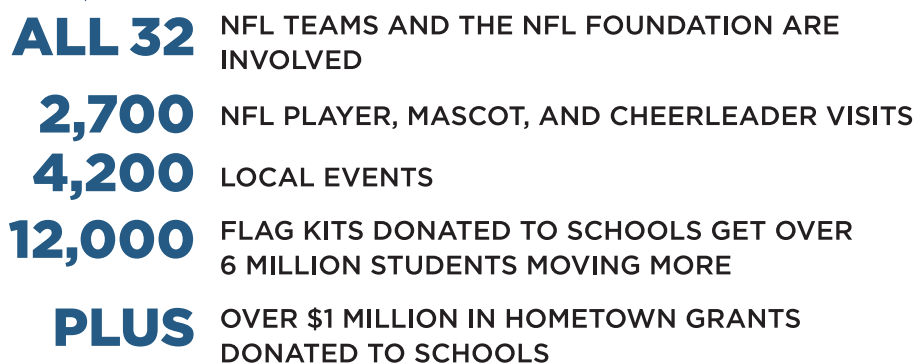 ALL 32 NFL TEAMS AND THE NFL FOUNDATION ARE
INVOLVED
2,700 NFL PLAYER, MASCOT, AND CHEERLEADER VISITS
4,200 LOCAL EVENTS
12,000 FLAG KITS DONATED TO SCHOOLS GET OVER
6 MILLION STUDENTS MOVING MORE
PLUS OVER $1 MILLION IN HOMETOWN GRANTS
DONATED TO SCHOOLS